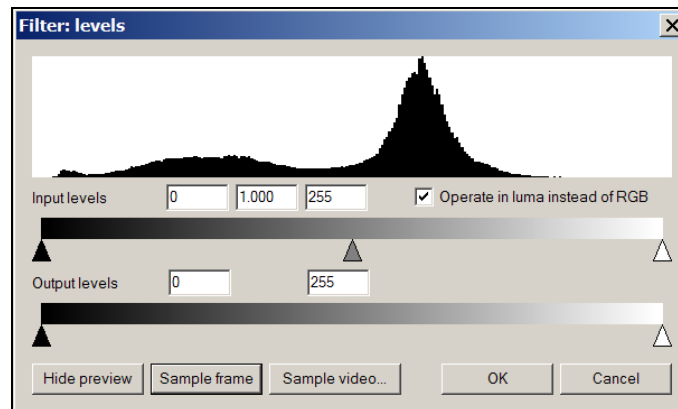 Filter: levels
Input levels 0 1.000 255 Operate in luma instead of RGB
Output levels 0 255
Hide preview Sample frame Sample video... OK Cancel